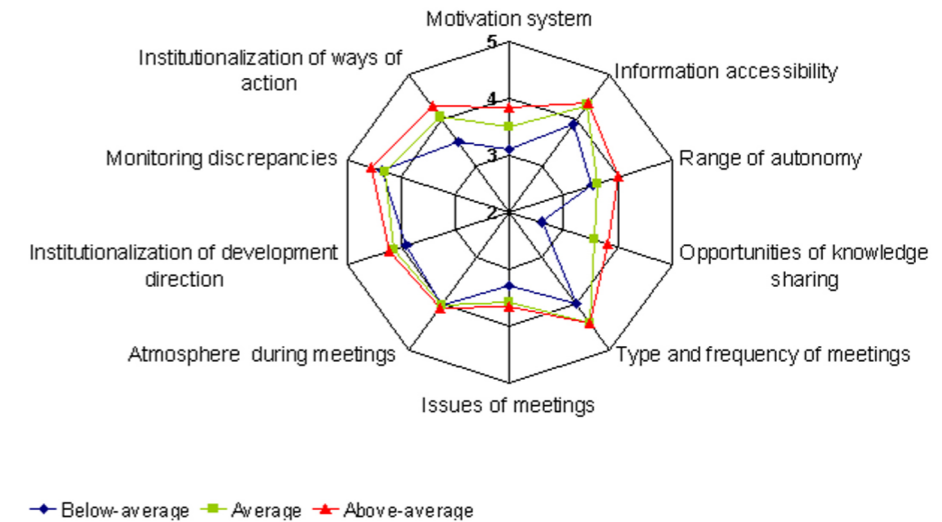 Motivation system
5
Institutionalization of ways of
action
Information accessibility
4
Monitoring discrepancies
3
Range of autonomy
2
Institutionalization of development
direction
Opportunities of knowledge
sharing
Atmosphere during meetings
Type and frequency of meetings
Issues of meetings
Below-average
Average
Above-average